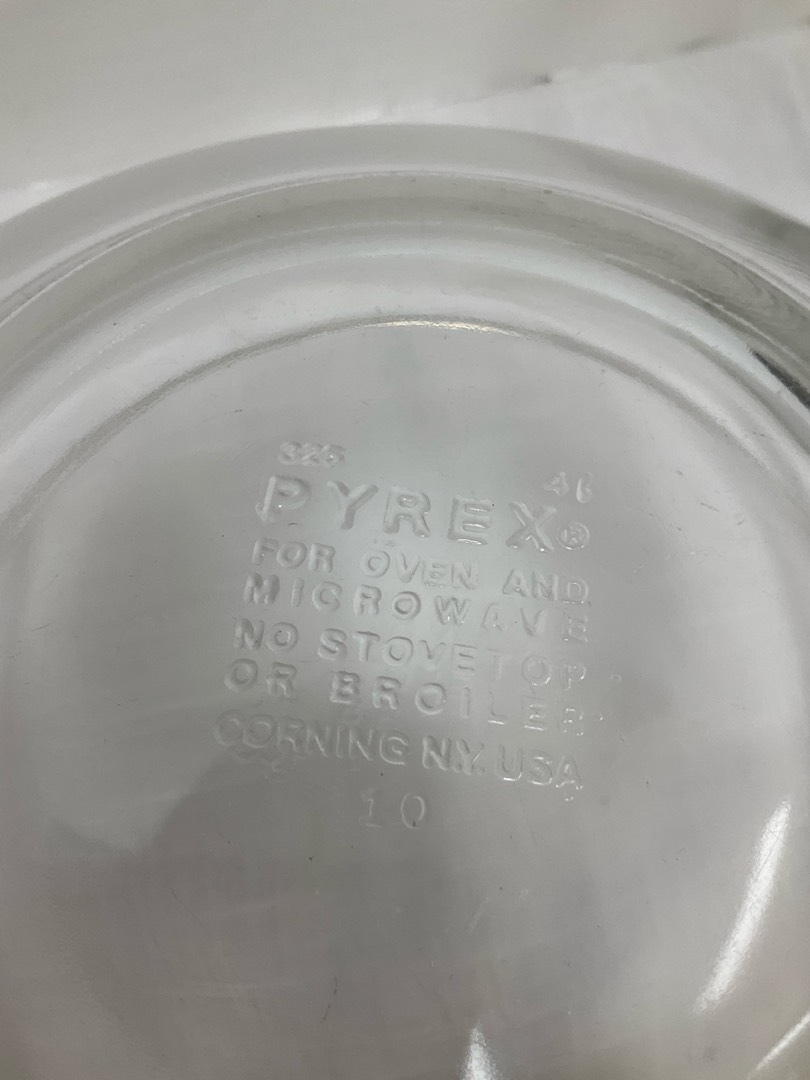 325
46
PYREX®
FOR OVEN AND
MICROWAVE
NO STOVETOP
OR BROILER
CORNING N.Y. USA
10